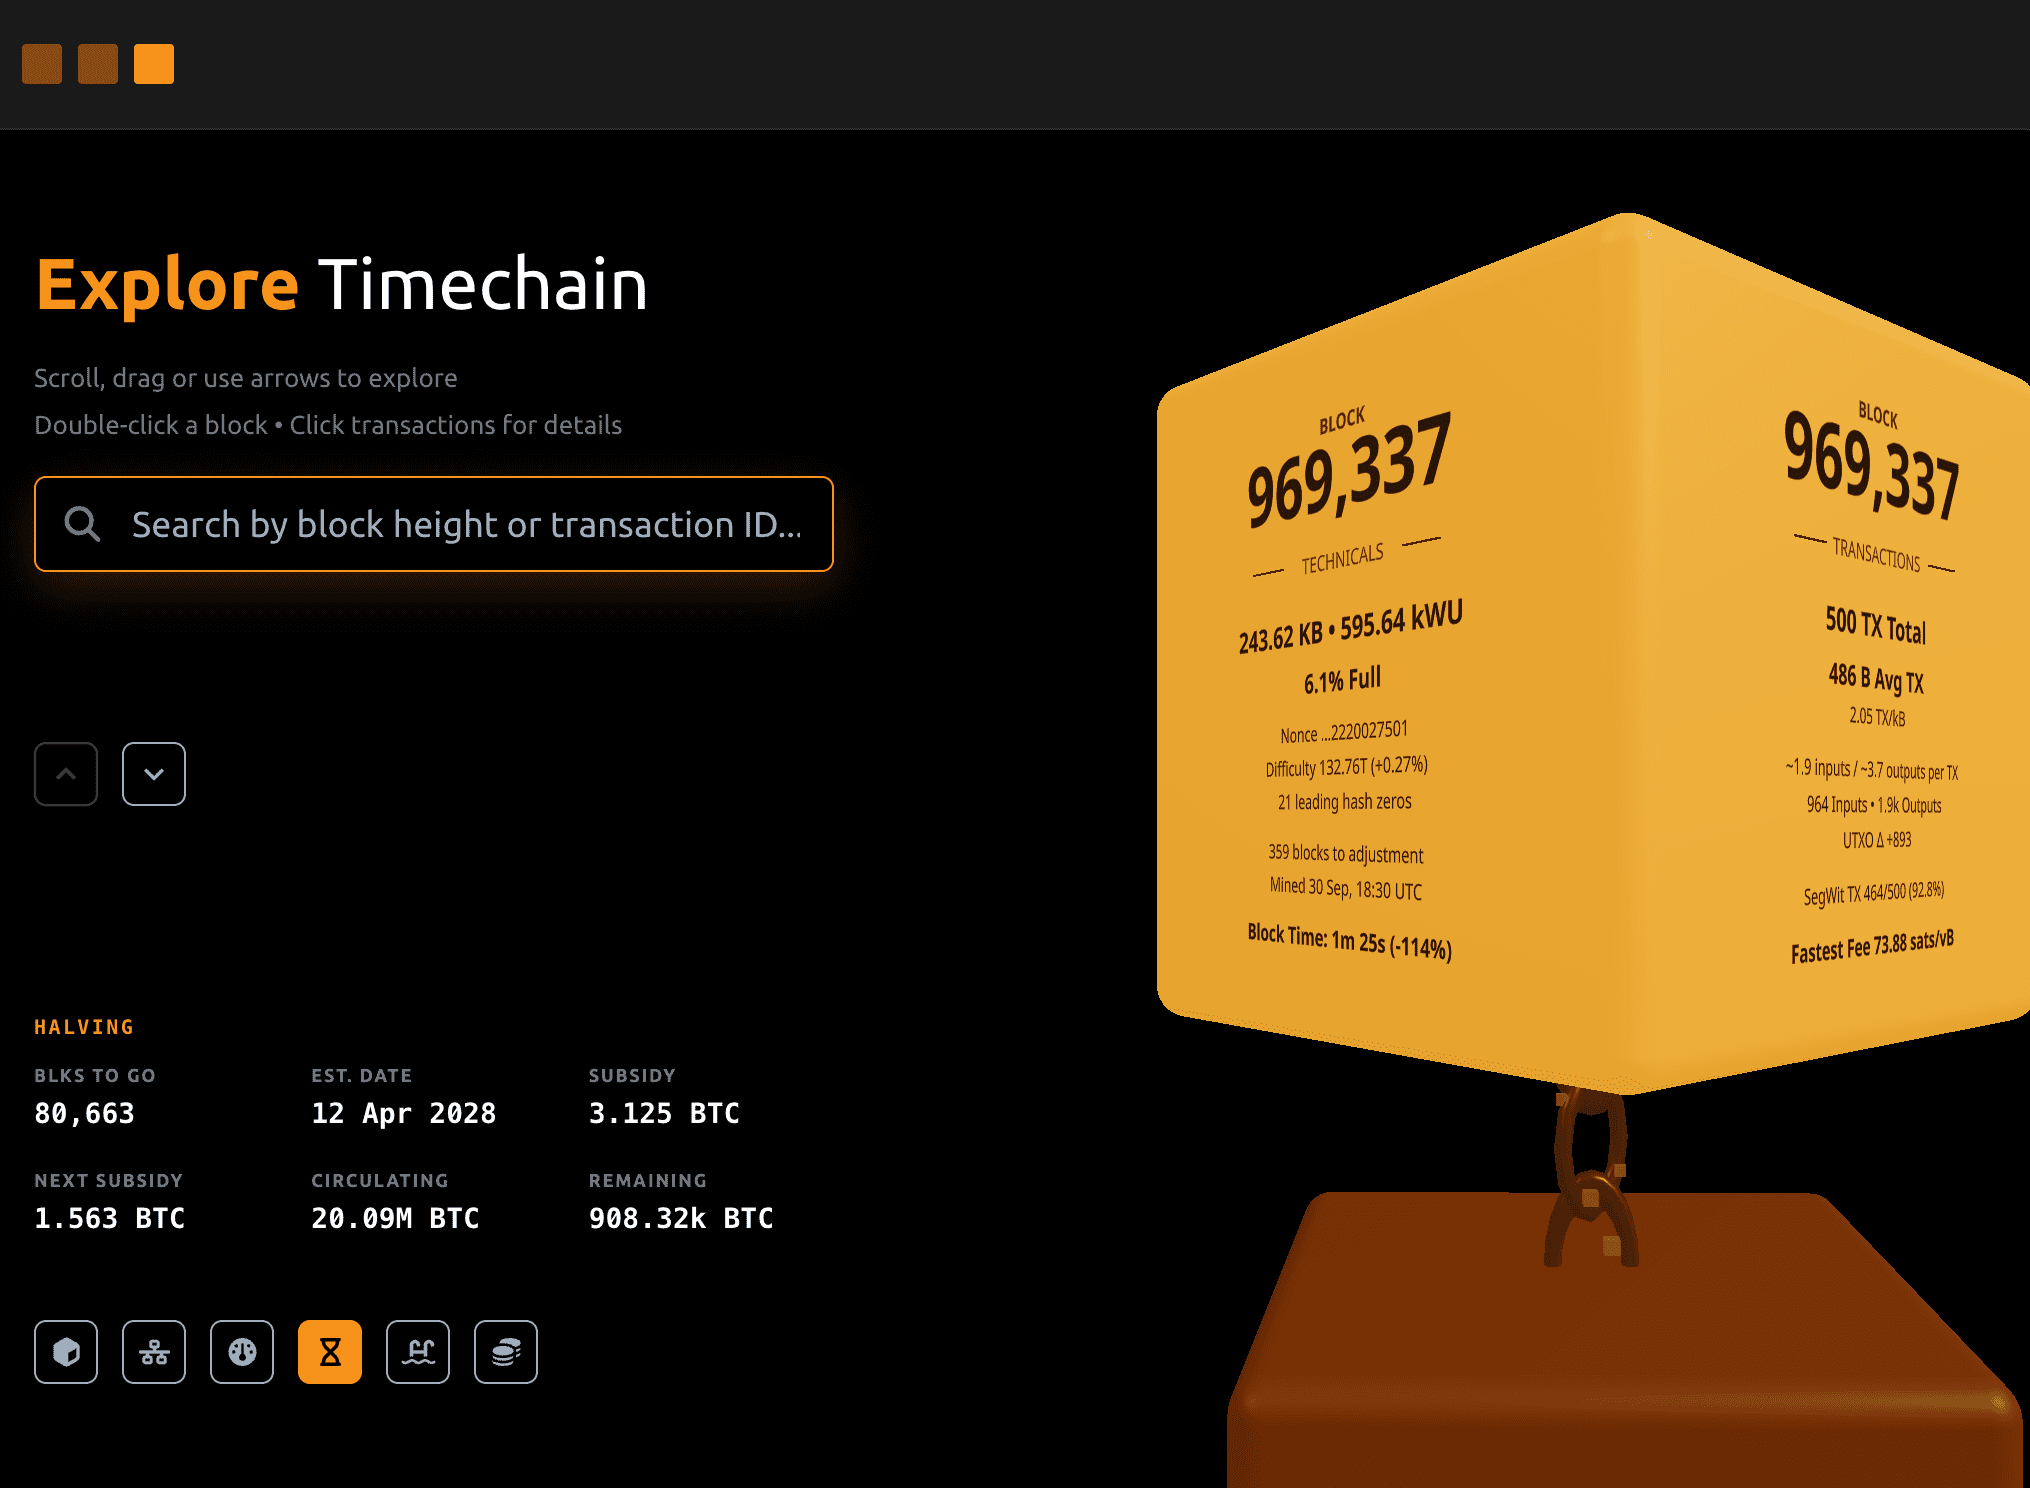 Explore Timechain
Scroll, drag or use arrows to explore
Double-click a block • Click transactions for details
Search by block height or transaction ID...
HALVING
BLKS TO GO
80,663
EST. DATE
12 Apr 2028
SUBSIDY
3.125 BTC
NEXT SUBSIDY
1.563 BTC
CIRCULATING
20.09M BTC
REMAINING
908.32k BTC
BLOCK
969,337
TECHNICALS
243.62 KB • 595.64 kWU
6.1% Full
Nonce ...2220027501
Difficulty 132.76T (+0.27%)
21 leading hash zeros
359 blocks to adjustment
Mined 30 Sep, 18:30 UTC
Block Time: 1m 25s (-114%)
BLOCK
969,337
TRANSACTIONS
500 TX Total
486 B Avg TX
2.05 TX/kB
~1.9 inputs / ~3.7 outputs per TX
964 Inputs • 1.9k Outputs
UTXO Δ +893
SegWit TX 464/500 (92.8%)
Fastest Fee 73.88 sats/vB